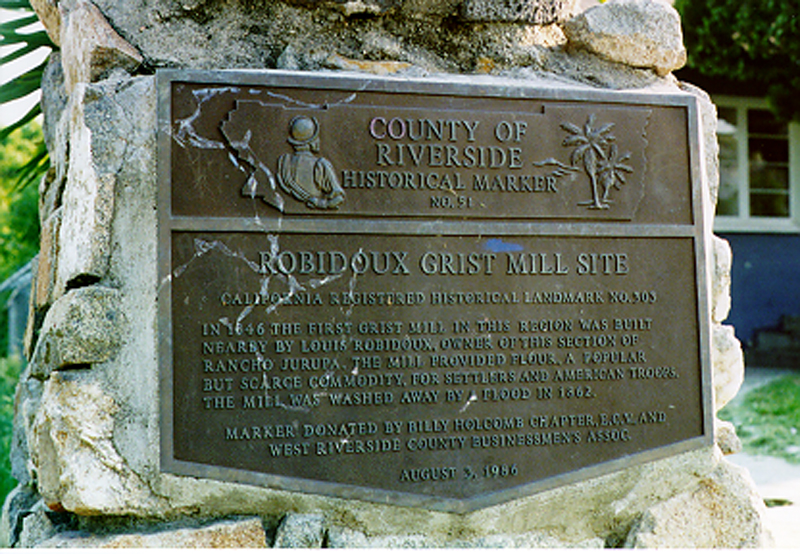 COUNTY OF
RIVERSIDE
HISTORICAL MARKER
NO. 51
ROBIDOUX GRIST MILL SITE
CALIFORNIA REGISTERED HISTORICAL LANDMARK NO. 303
IN 1846 THE FIRST GRIST MILL IN THIS REGION WAS BUILT
NEARBY BY LOUIS ROBIDOUX, OWNER OF THIS SECTION OF
RANCHO JURUPA. THE MILL PROVIDED FLOUR, A POPULAR
BUT SCARCE COMMODITY, FOR SETTLERS AND AMERICAN TROOPS.
THE MILL WAS WASHED AWAY BY A FLOOD IN 1862.
MARKER DONATED BY BILLY HOLCOMB CHAPTER, E.C.V. AND
WEST RIVERSIDE COUNTY BUSINESSMEN'S ASSOC.
AUGUST 3, 1986